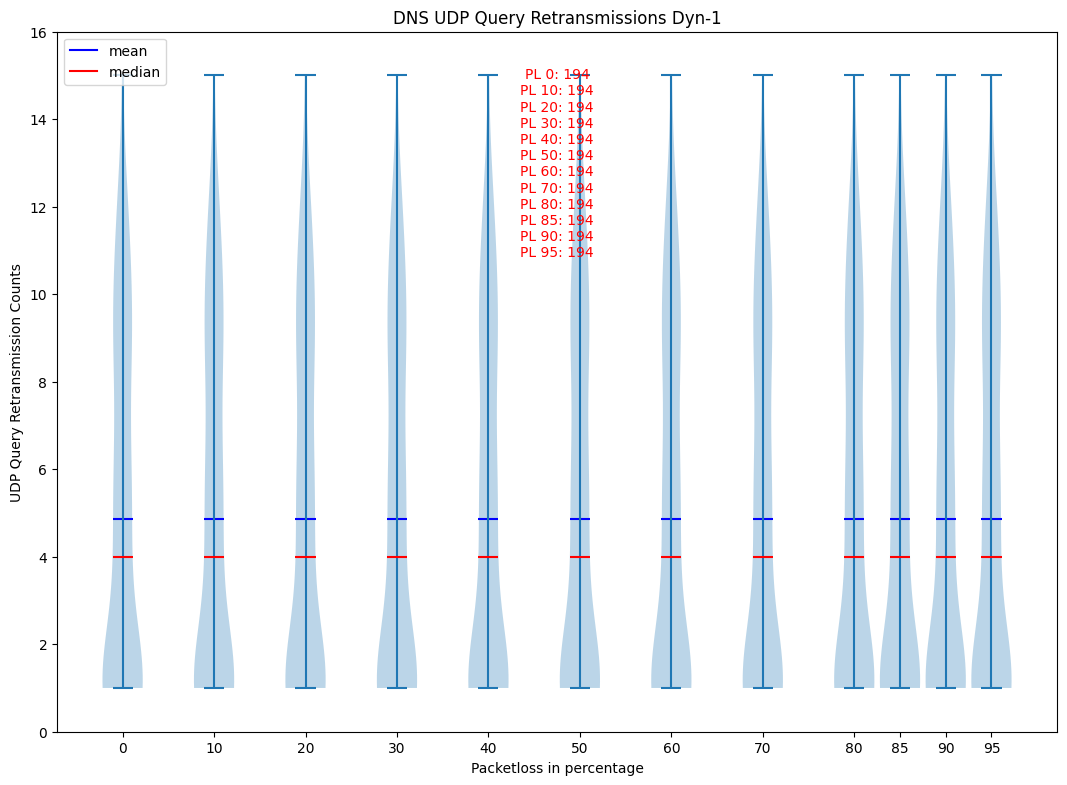 DNS UDP Query Retransmissions Dyn-1
mean
median
PL 0: 194
PL 10: 194
PL 20: 194
PL 30: 194
PL 40: 194
PL 50: 194
PL 60: 194
PL 70: 194
PL 80: 194
PL 85: 194
PL 90: 194
PL 95: 194
UDP Query Retransmission Counts
16
14
12
10
8
6
4
2
0
0 10 20 30 40 50 60 70 80 85 90 95
Packetloss in percentage